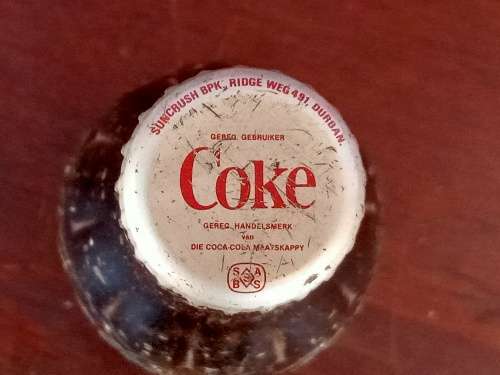 SUNCRUSH BPK., RIDGE WEG 491, DURBAN.
GEREG. GEBRUIKER
Coke
GEREG. HANDELSMERK
VAN
DIE COCA-COLA MAATSKAPPY
S A
B S